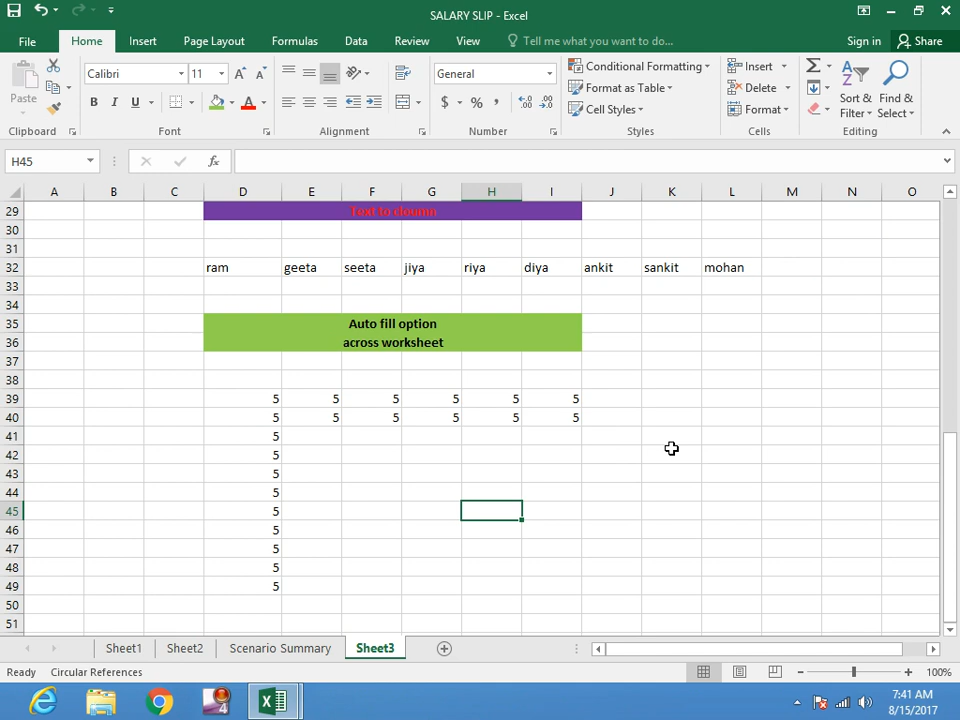 SALARY SLIP - Excel
File Home Insert Page Layout Formulas Data Review View Tell me what you want to do... Sign in Share
Calibri 11 General Conditional Formatting Insert
Paste B I U $ % , Format as Table Delete Sort & Find &
Cell Styles Format Filter Select
Clipboard Font Alignment Number Styles Cells Editing
H45 fx
A B C D E F G H I J K L M N O
29 Text to cloumn
30
31
32 ram geeta seeta jiya riya diya ankit sankit mohan
33
34
35 Auto fill option
36 across worksheet
37
38
39 5 5 5 5 5 5
40 5 5 5 5 5 5
41 5
42 5
43 5
44 5
45 5
46 5
47 5
48 5
49 5
50
51
Sheet1 Sheet2 Scenario Summary Sheet3
Ready Circular References 100%
7:41 AM
8/15/2017